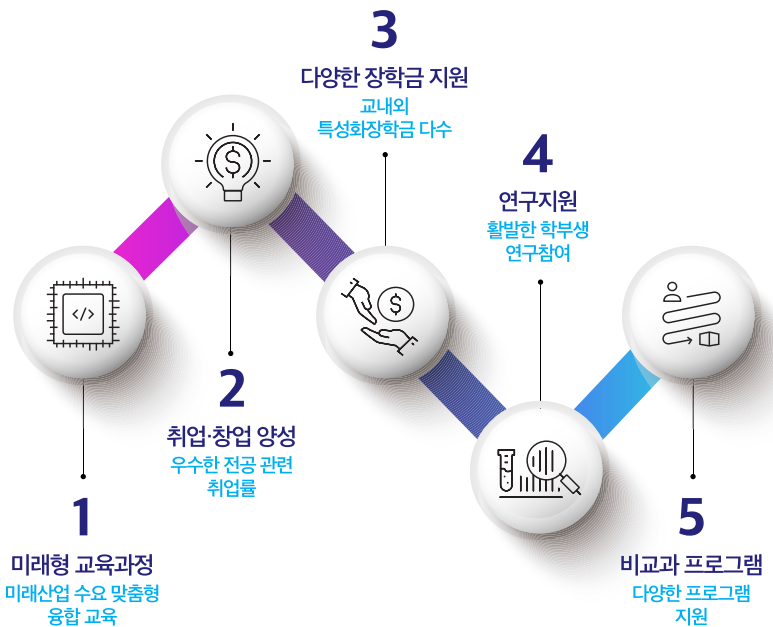 1
미래형 교육과정
미래산업 수요 맞춤형
융합 교육
2
취업·창업 양성
우수한 전공 관련
취업률
3
다양한 장학금 지원
교내외
특성화장학금 다수
4
연구지원
활발한 학부생
연구참여
5
비교과 프로그램
다양한 프로그램
지원